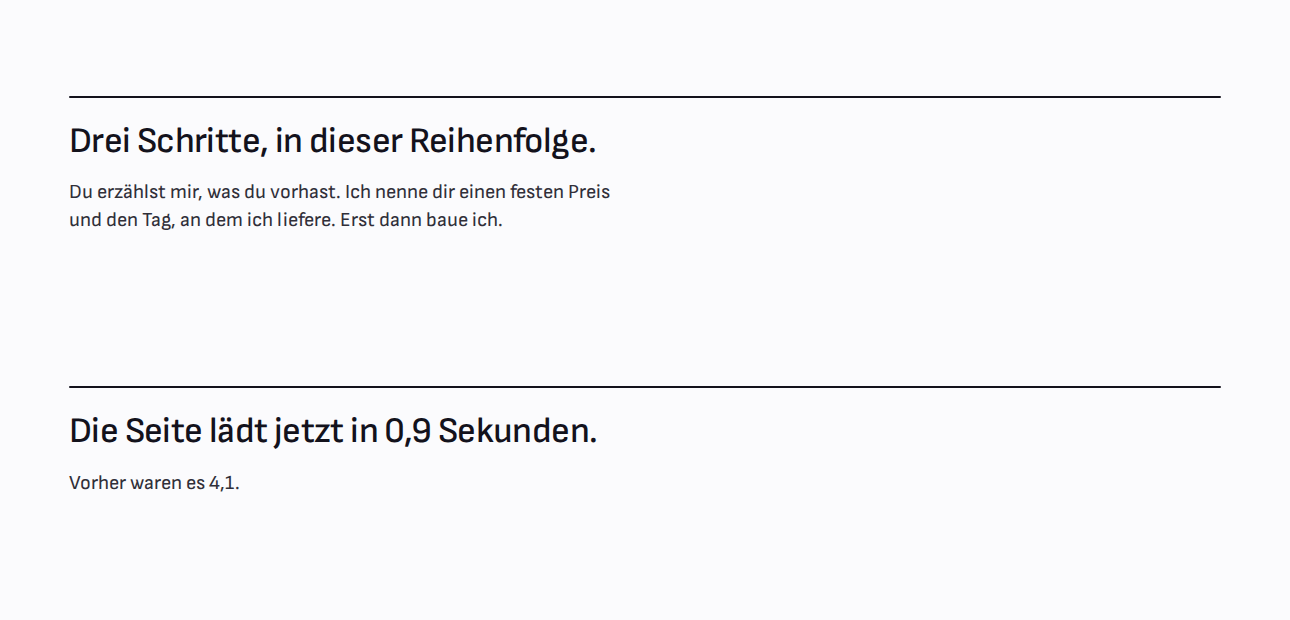 Drei Schritte, in dieser Reihenfolge.
Du erzählst mir, was du vorhast. Ich nenne dir einen festen Preis
und den Tag, an dem ich liefere. Erst dann baue ich.
Die Seite lädt jetzt in 0,9 Sekunden.
Vorher waren es 4,1.